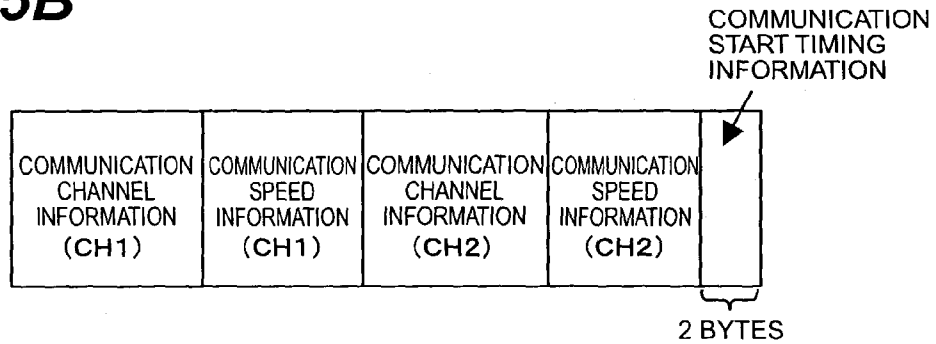 5B
COMMUNICATION
START TIMING
INFORMATION
COMMUNICATION
CHANNEL
INFORMATION
(CH1)
COMMUNICATION
SPEED
INFORMATION
(CH1)
COMMUNICATION
CHANNEL
INFORMATION
(CH2)
COMMUNICATION
SPEED
INFORMATION
(CH2)
2 BYTES